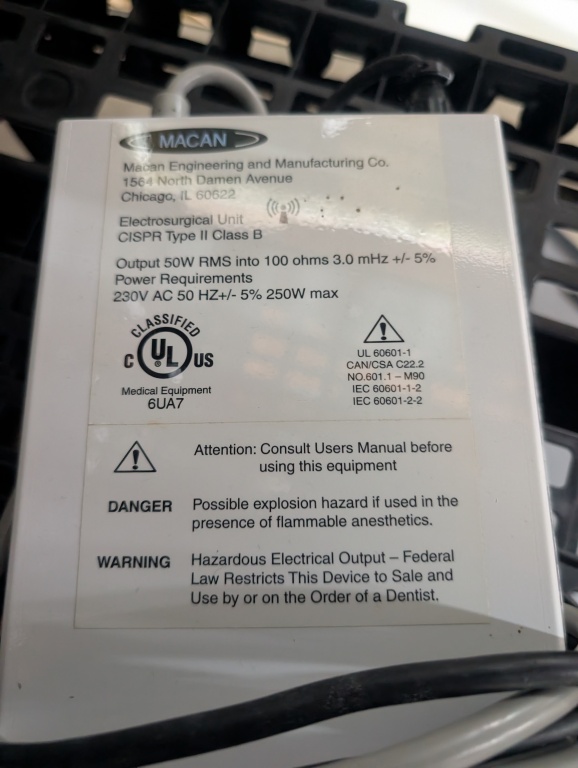 MACAN
Macan Engineering and Manufacturing Co.
1564 North Damen Avenue
Chicago, IL 60622
Electrosurgical Unit
CISPR Type II Class B
Output 50W RMS into 100 ohms 3.0 mHz +/- 5%
Power Requirements
230V AC 50 HZ+/- 5% 250W max
CLASSIFIED
C UL US
Medical Equipment
6UA7
UL 60601-1
CAN/CSA C22.2
NO.601.1 – M90
IEC 60601-1-2
IEC 60601-2-2
Attention: Consult Users Manual before
using this equipment
DANGER Possible explosion hazard if used in the
presence of flammable anesthetics.
WARNING Hazardous Electrical Output – Federal
Law Restricts This Device to Sale and
Use by or on the Order of a Dentist.